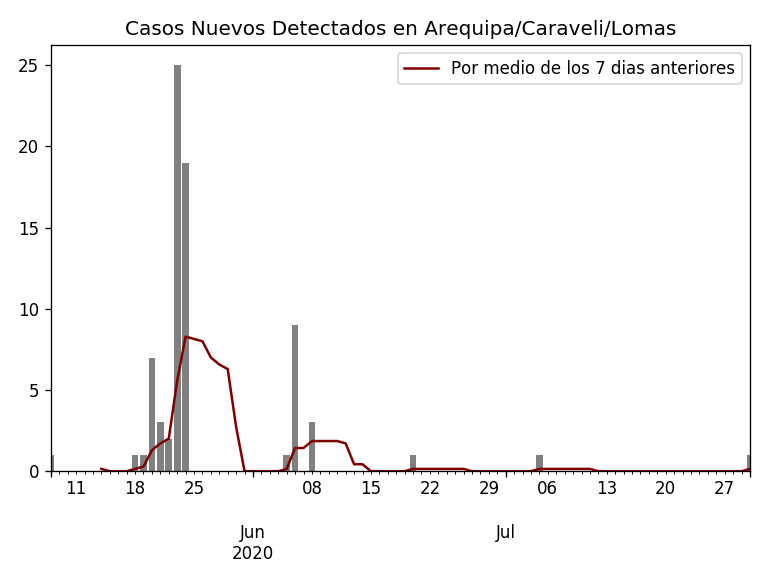 Casos Nuevos Detectados en Arequipa/Caraveli/Lomas
Por medio de los 7 dias anteriores
25
20
15
10
5
0
11 18 25 08 15 22 29 06 13 20 27
Jun Jul
2020